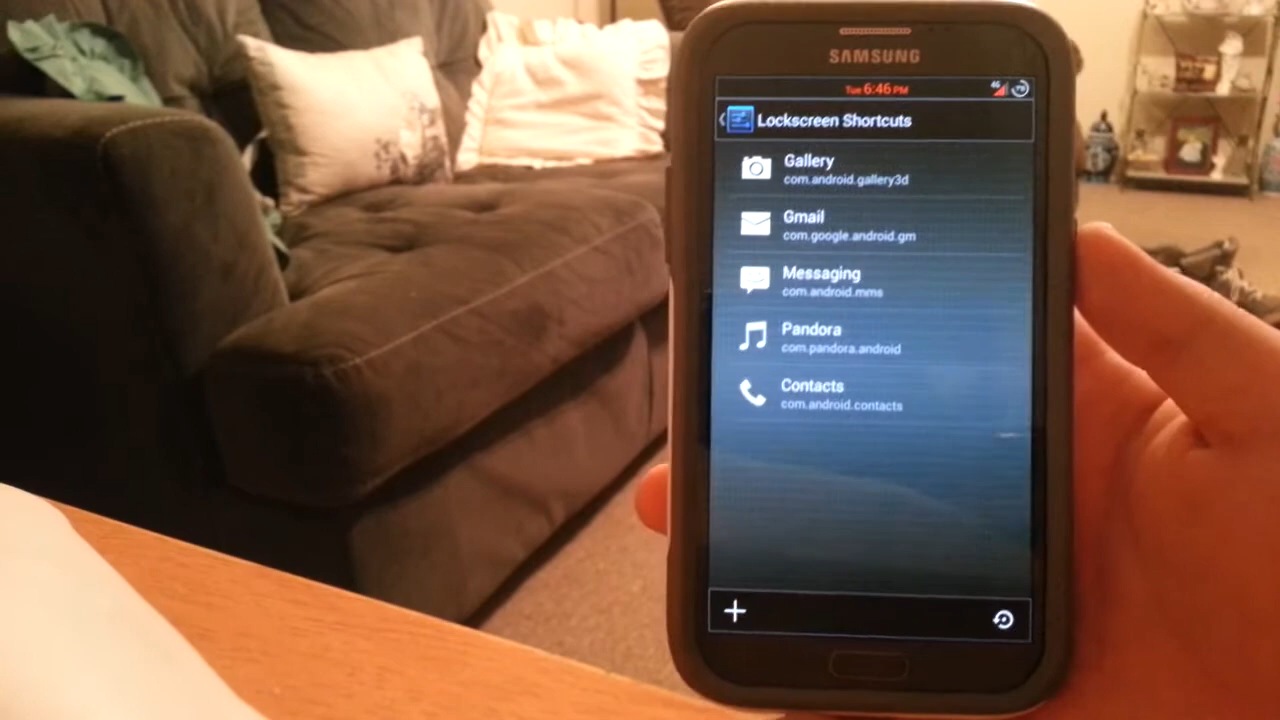 SAMSUNG
Tue 6:46 PM
4G
Lockscreen Shortcuts
Gallery
com.android.gallery3d
Gmail
com.google.android.gm
Messaging
com.android.mms
Pandora
com.pandora.android
Contacts
com.android.contacts